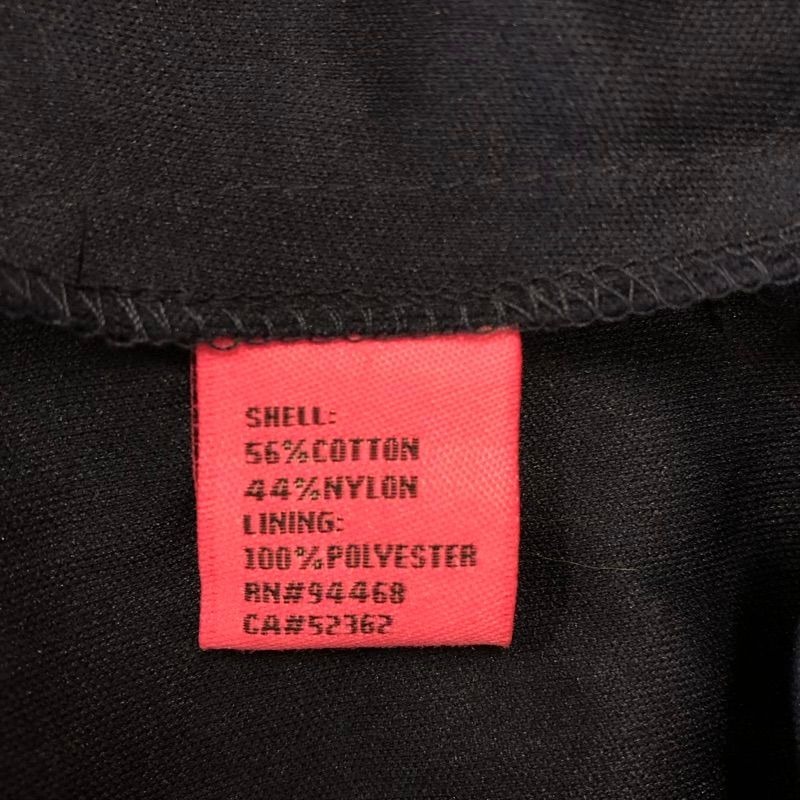 SHELL:
56%COTTON
44%NYLON
LINING:
100%POLYESTER
RN#94468
CA#52362